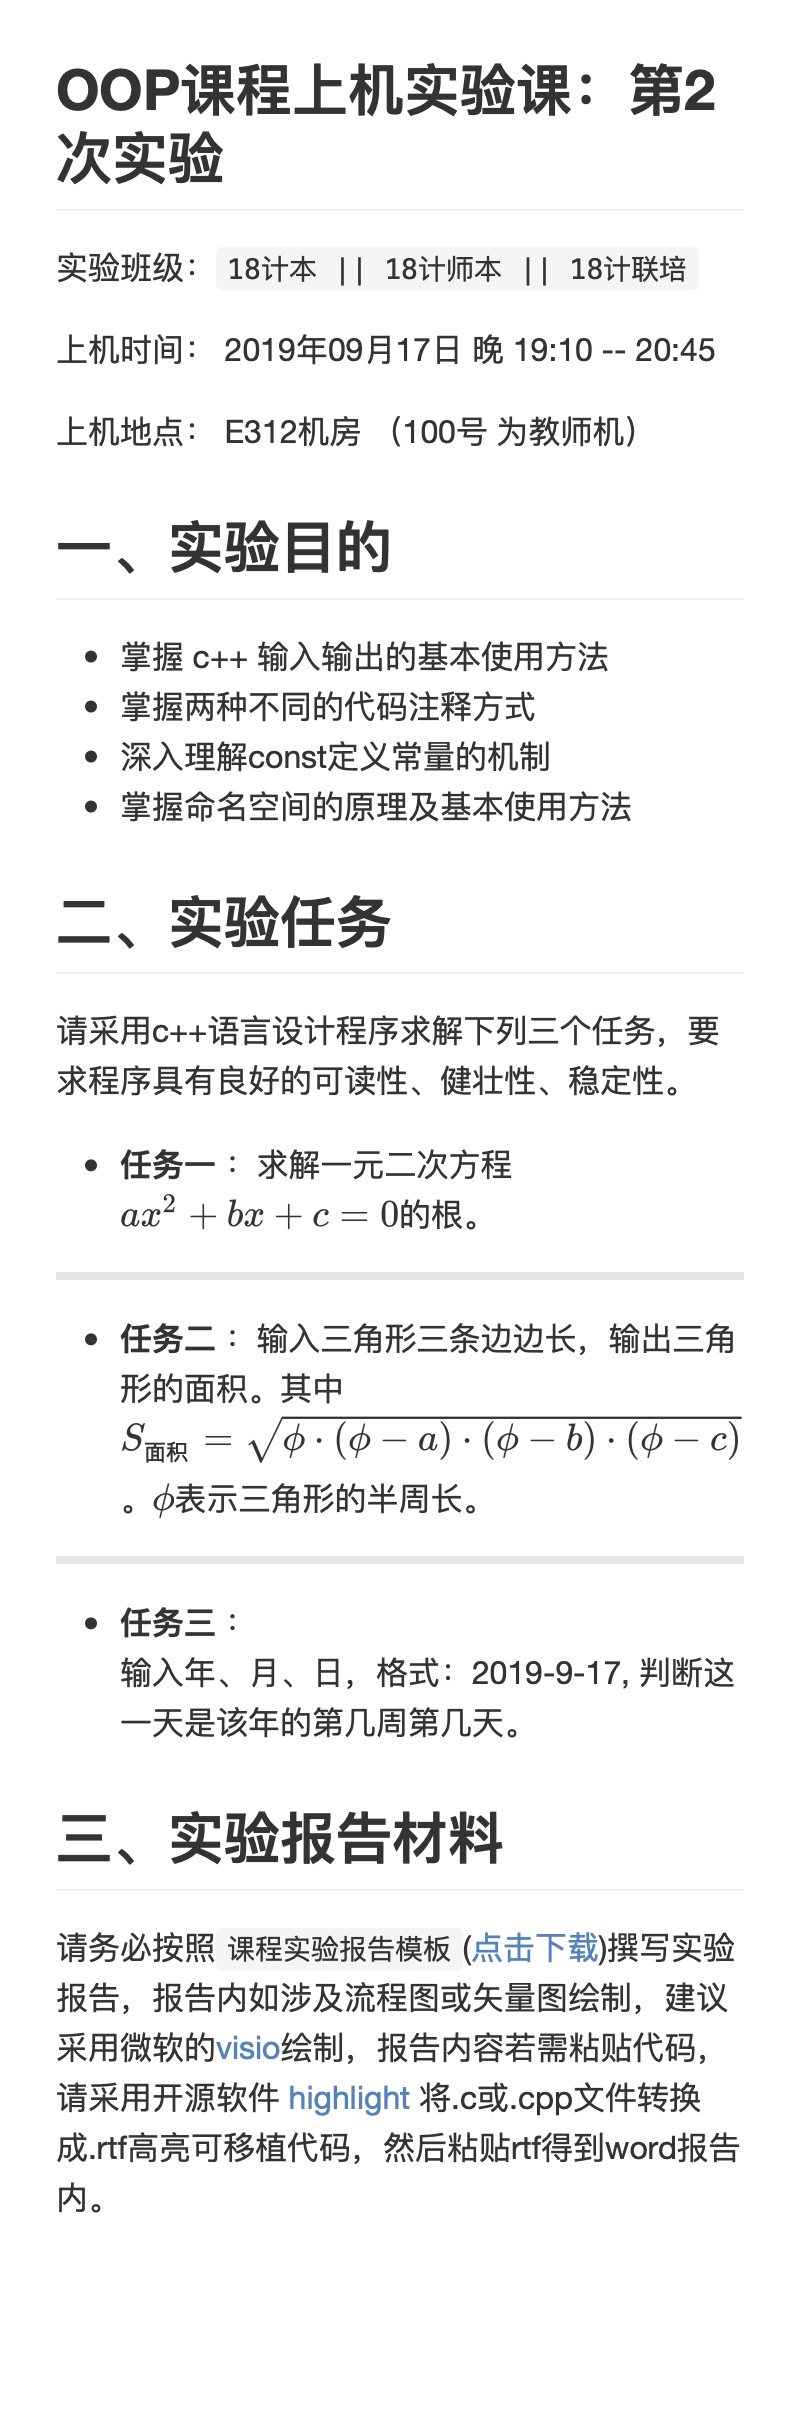 OOP课程上机实验课：第2
次实验
实验班级： 18计本 || 18计师本 || 18计联培
上机时间： 2019年09月17日 晚 19:10 -- 20:45
上机地点： E312机房 （100号 为教师机）
一、实验目的
• 掌握 c++ 输入输出的基本使用方法
• 掌握两种不同的代码注释方式
• 深入理解const定义常量的机制
• 掌握命名空间的原理及基本使用方法
二、实验任务
请采用c++语言设计程序求解下列三个任务，要
求程序具有良好的可读性、健壮性、稳定性。
• 任务一 ：求解一元二次方程
ax² + bx + c = 0的根。
• 任务二 ：输入三角形三条边边长，输出三角
形的面积。其中
S面积 = √ϕ · (ϕ − a) · (ϕ − b) · (ϕ − c)
。ϕ表示三角形的半周长。
• 任务三 ：
输入年、月、日，格式：2019-9-17, 判断这
一天是该年的第几周第几天。
三、实验报告材料
请务必按照 课程实验报告模板 (点击下载)撰写实验
报告，报告内如涉及流程图或矢量图绘制，建议
采用微软的visio绘制，报告内容若需粘贴代码，
请采用开源软件 highlight 将.c或.cpp文件转换
成.rtf高亮可移植代码，然后粘贴rtf得到word报告
内。